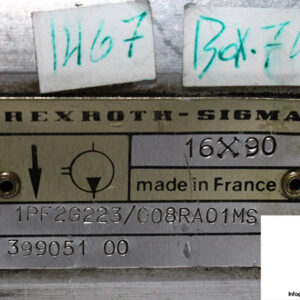 1467
Box.7
REXROTH-SIGMA
16X90
made in France
1PF2G223/008RA01MS
399051 00